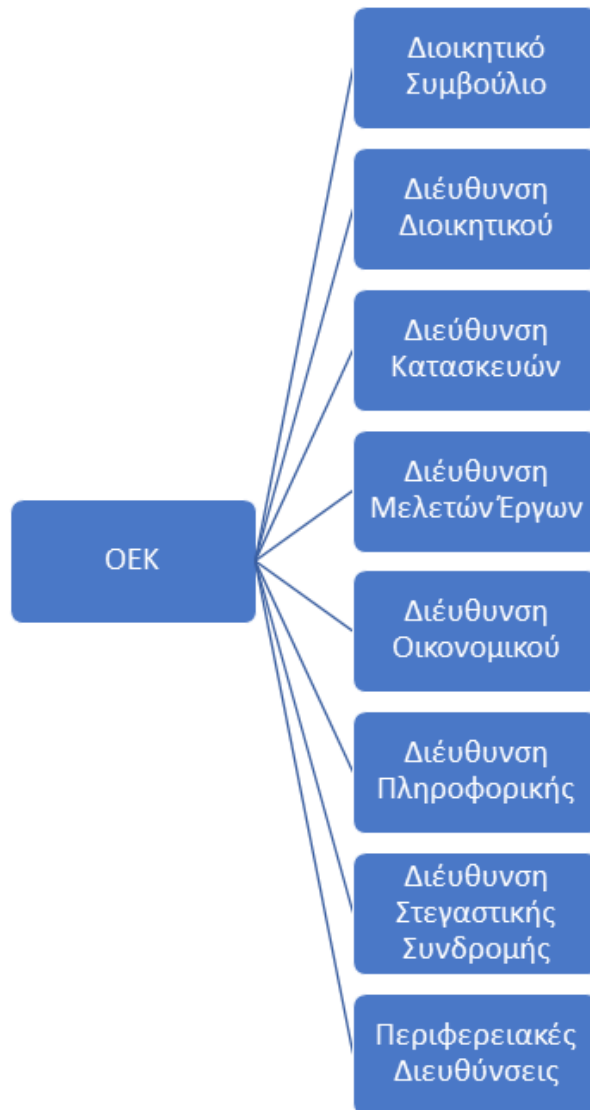 Διοικητικό
Συμβούλιο
Διέυθυνση
Διοικητικού
Διεύθυνση
Κατασκευών
Διέυθυνση
Μελετών Έργων
ΟΕΚ
Διέυθυνση
Οικονομικού
Διέυθυνση
Πληροφορικής
Διέυθυνση
Στεγαστικής
Συνδρομής
Περιφερειακές
Διευθύνσεις